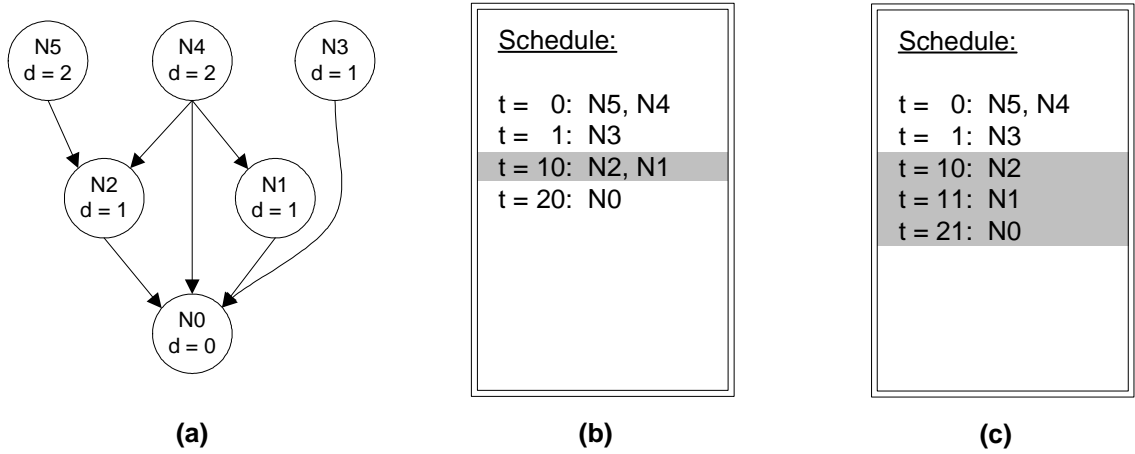 N5
d = 2
N4
d = 2
N3
d = 1
N2
d = 1
N1
d = 1
N0
d = 0
(a)
Schedule:
t = 0: N5, N4
t = 1: N3
t = 10: N2, N1
t = 20: N0
(b)
Schedule:
t = 0: N5, N4
t = 1: N3
t = 10: N2
t = 11: N1
t = 21: N0
(c)